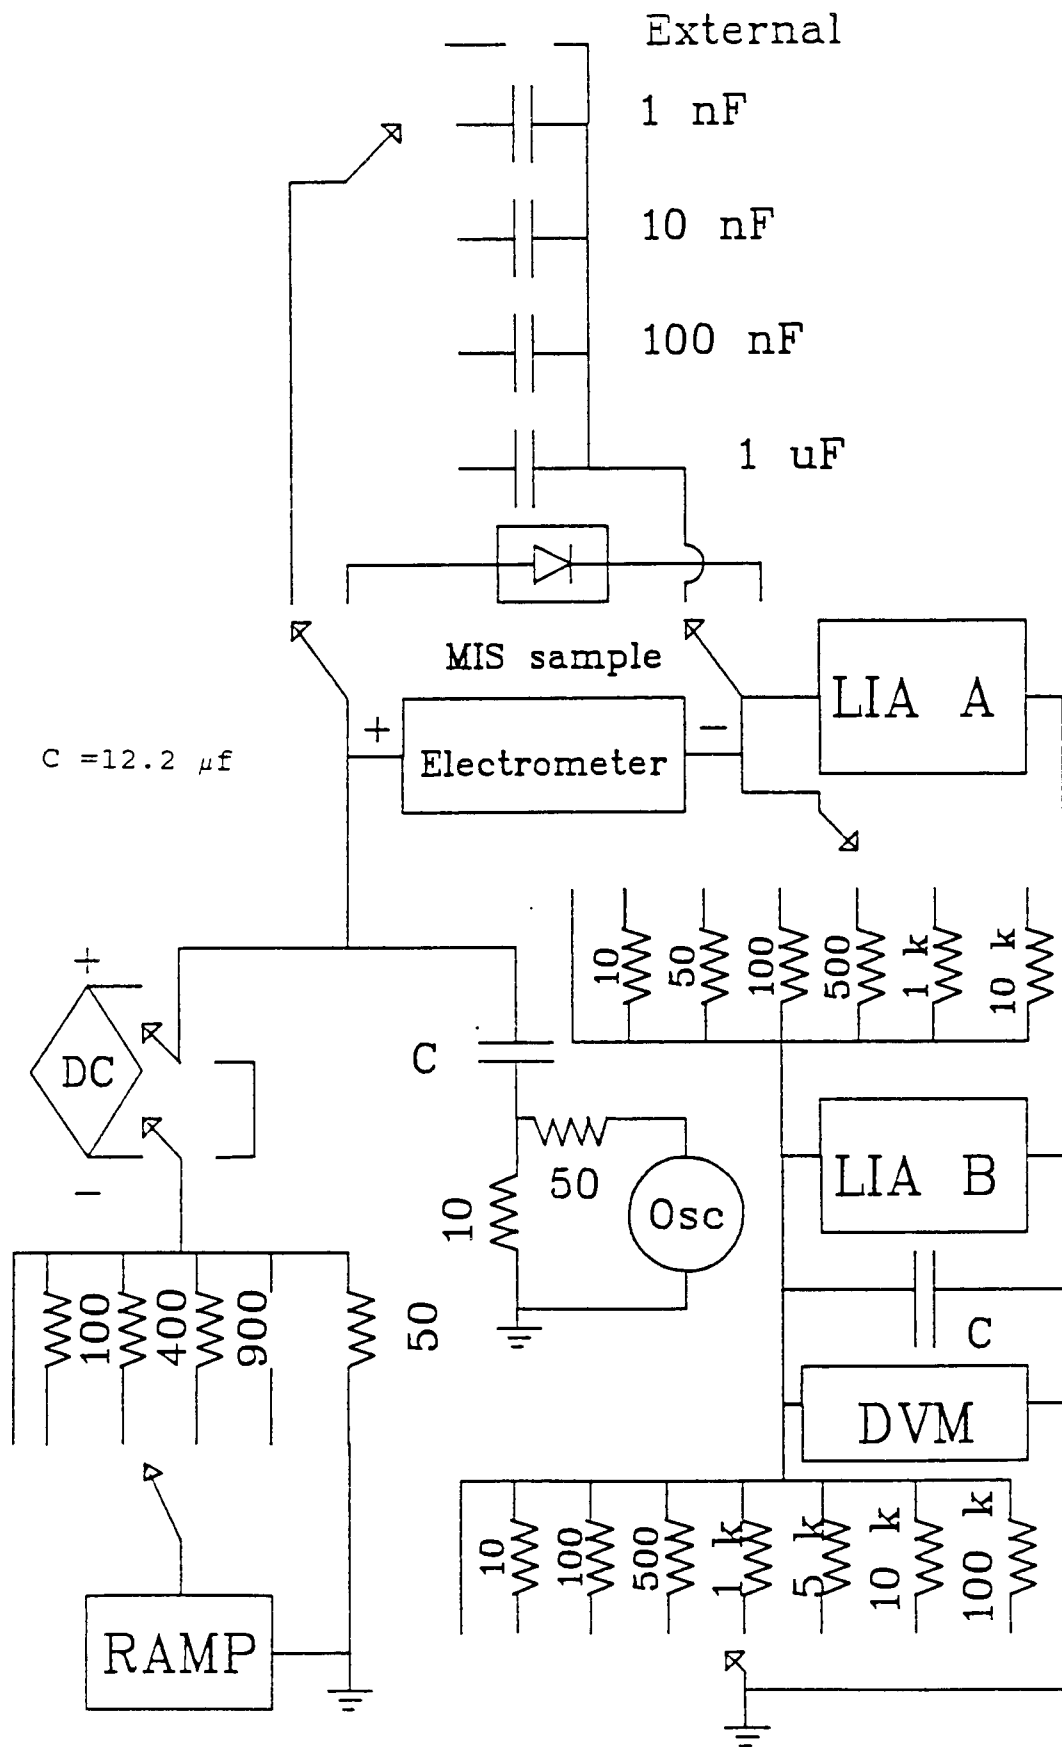 External
1 nF
10 nF
100 nF
1 uF
MIS sample
LIA A
+ Electrometer -
C =12.2 μf
10
50
100
500
1 k
10 k
+
DC
-
C
50
10
Osc
LIA B
C
DVM
100
400
900
50
10
100
500
1 k
5 k
10 k
100 k
RAMP